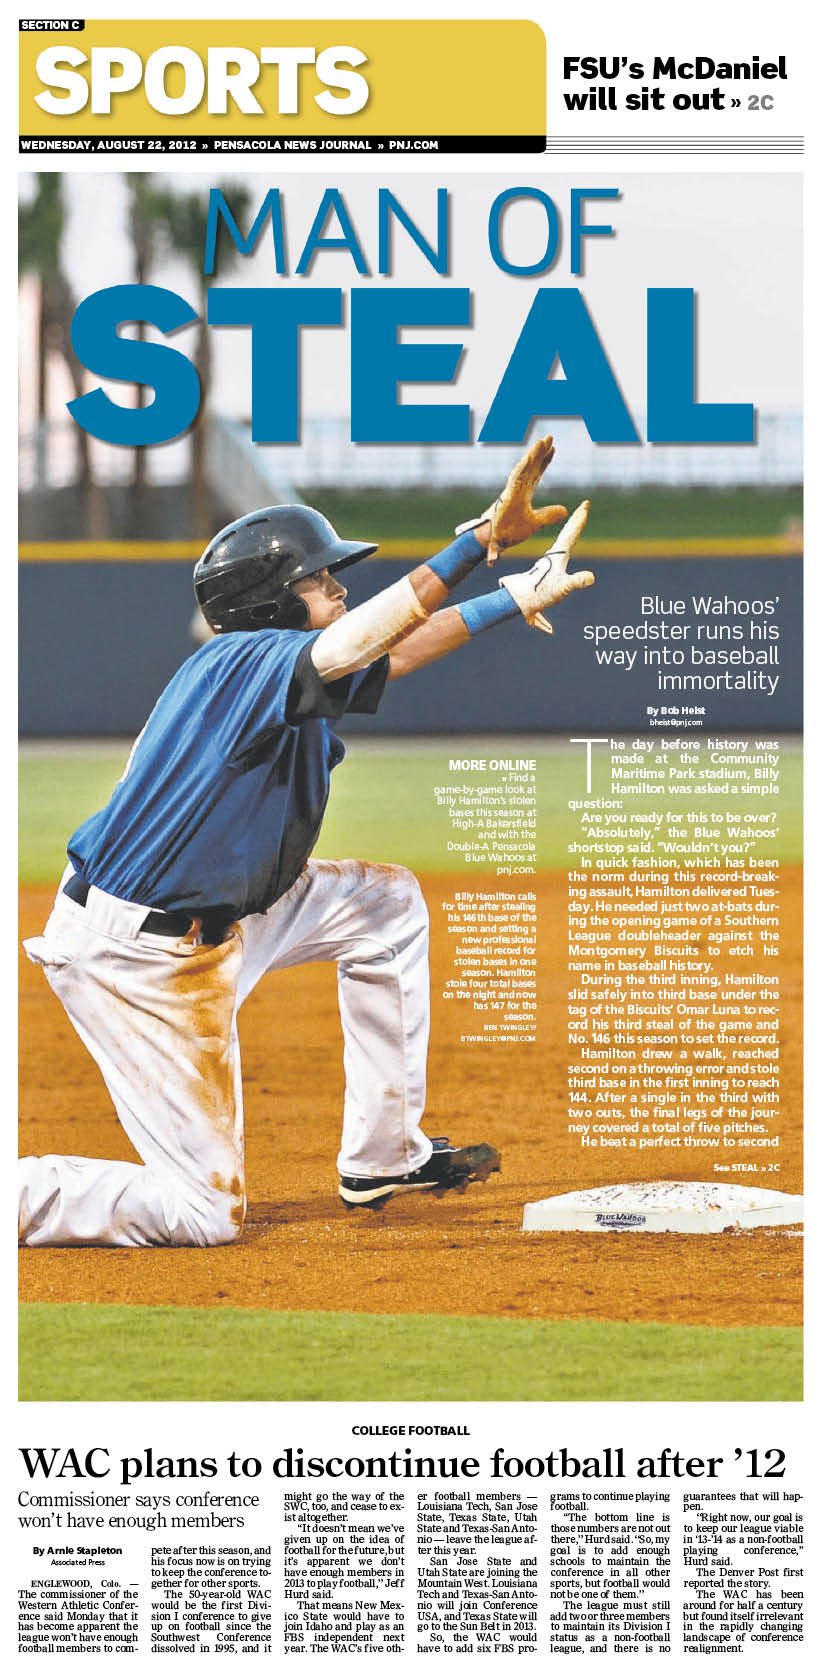 SECTION C
SPORTS
WEDNESDAY, AUGUST 22, 2012 » PENSACOLA NEWS JOURNAL » PNJ.COM
FSU’s McDaniel
will sit out » 2C
MAN OF
STEAL
Blue Wahoos’
speedster runs his
way into baseball
immortality
By Bob Heist
bheist@pnj.com
The day before history was
made at the Community
Maritime Park stadium, Billy
Hamilton was asked a simple
question:
Are you ready for this to be over?
“Absolutely,” the Blue Wahoos’
shortstop said. “Wouldn’t you?”
In quick fashion, which has been
the norm during this record-break-
ing assault, Hamilton delivered Tues-
day. He needed just two at-bats dur-
ing the opening game of a Southern
League doubleheader against the
Montgomery Biscuits to etch his
name in baseball history.
During the third inning, Hamilton
slid safely into third base under the
tag of the Biscuits’ Omar Luna to rec-
ord his third steal of the game and
No. 146 this season to set the record.
Hamilton drew a walk, reached
second on a throwing error and stole
third base in the first inning to reach
144. After a single in the third with
two outs, the final legs of the jour-
ney covered a total of five pitches.
He beat a perfect throw to second
See STEAL » 2C
MORE ONLINE
» Find a
game-by-game look at
Billy Hamilton’s stolen
bases this season at
High-A Bakersfield
and with the
Double-A Pensacola
Blue Wahoos at
pnj.com.
Billy Hamilton calls
for time after stealing
his 146th base of the
season and setting a
new professional
baseball record for
stolen bases in one
season. Hamilton
stole four total bases
on the night and now
has 147 for the
season.
BEN TWINGLEY/
BTWINGLEY@PNJ.COM
BLUE WAHOOS
COLLEGE FOOTBALL
WAC plans to discontinue football after ’12
Commissioner says conference
won’t have enough members
By Arnie Stapleton
Associated Press
ENGLEWOOD, Colo. —
The commissioner of the
Western Athletic Confer-
ence said Monday that it
has become apparent the
league won’t have enough
football members to com-
pete after this season, and
his focus now is on trying
to keep the conference to-
gether for other sports.
The 50-year-old WAC
would be the first Divi-
sion I conference to give
up on football since the
Southwest Conference
dissolved in 1995, and it
might go the way of the
SWC, too, and cease to ex-
ist altogether.
“It doesn’t mean we’ve
given up on the idea of
football for the future, but
it’s apparent we don’t
have enough members in
2013 to play football,” Jeff
Hurd said.
That means New Mex-
ico State would have to
join Idaho and play as an
FBS independent next
year. The WAC’s five oth-
er football members —
Louisiana Tech, San Jose
State, Texas State, Utah
State and Texas-San Anto-
nio — leave the league af-
ter this year.
San Jose State and
Utah State are joining the
Mountain West. Louisiana
Tech and Texas-San Anto-
nio will join Conference
USA, and Texas State will
go to the Sun Belt in 2013.
So, the WAC would
have to add six FBS pro-
grams to continue playing
football.
“The bottom line is
those numbers are not out
there,” Hurd said. “So, my
goal is to add enough
schools to maintain the
conference in all other
sports, but football would
not be one of them.”
The league must still
add two or three members
to maintain its Division I
status as a non-football
league, and there is no
guarantees that will hap-
pen.
“Right now, our goal is
to keep our league viable
in ’13-’14 as a non-football
playing conference,”
Hurd said.
The Denver Post first
reported the story.
The WAC has been
around for half a century
but found itself irrelevant
in the rapidly changing
landscape of conference
realignment.